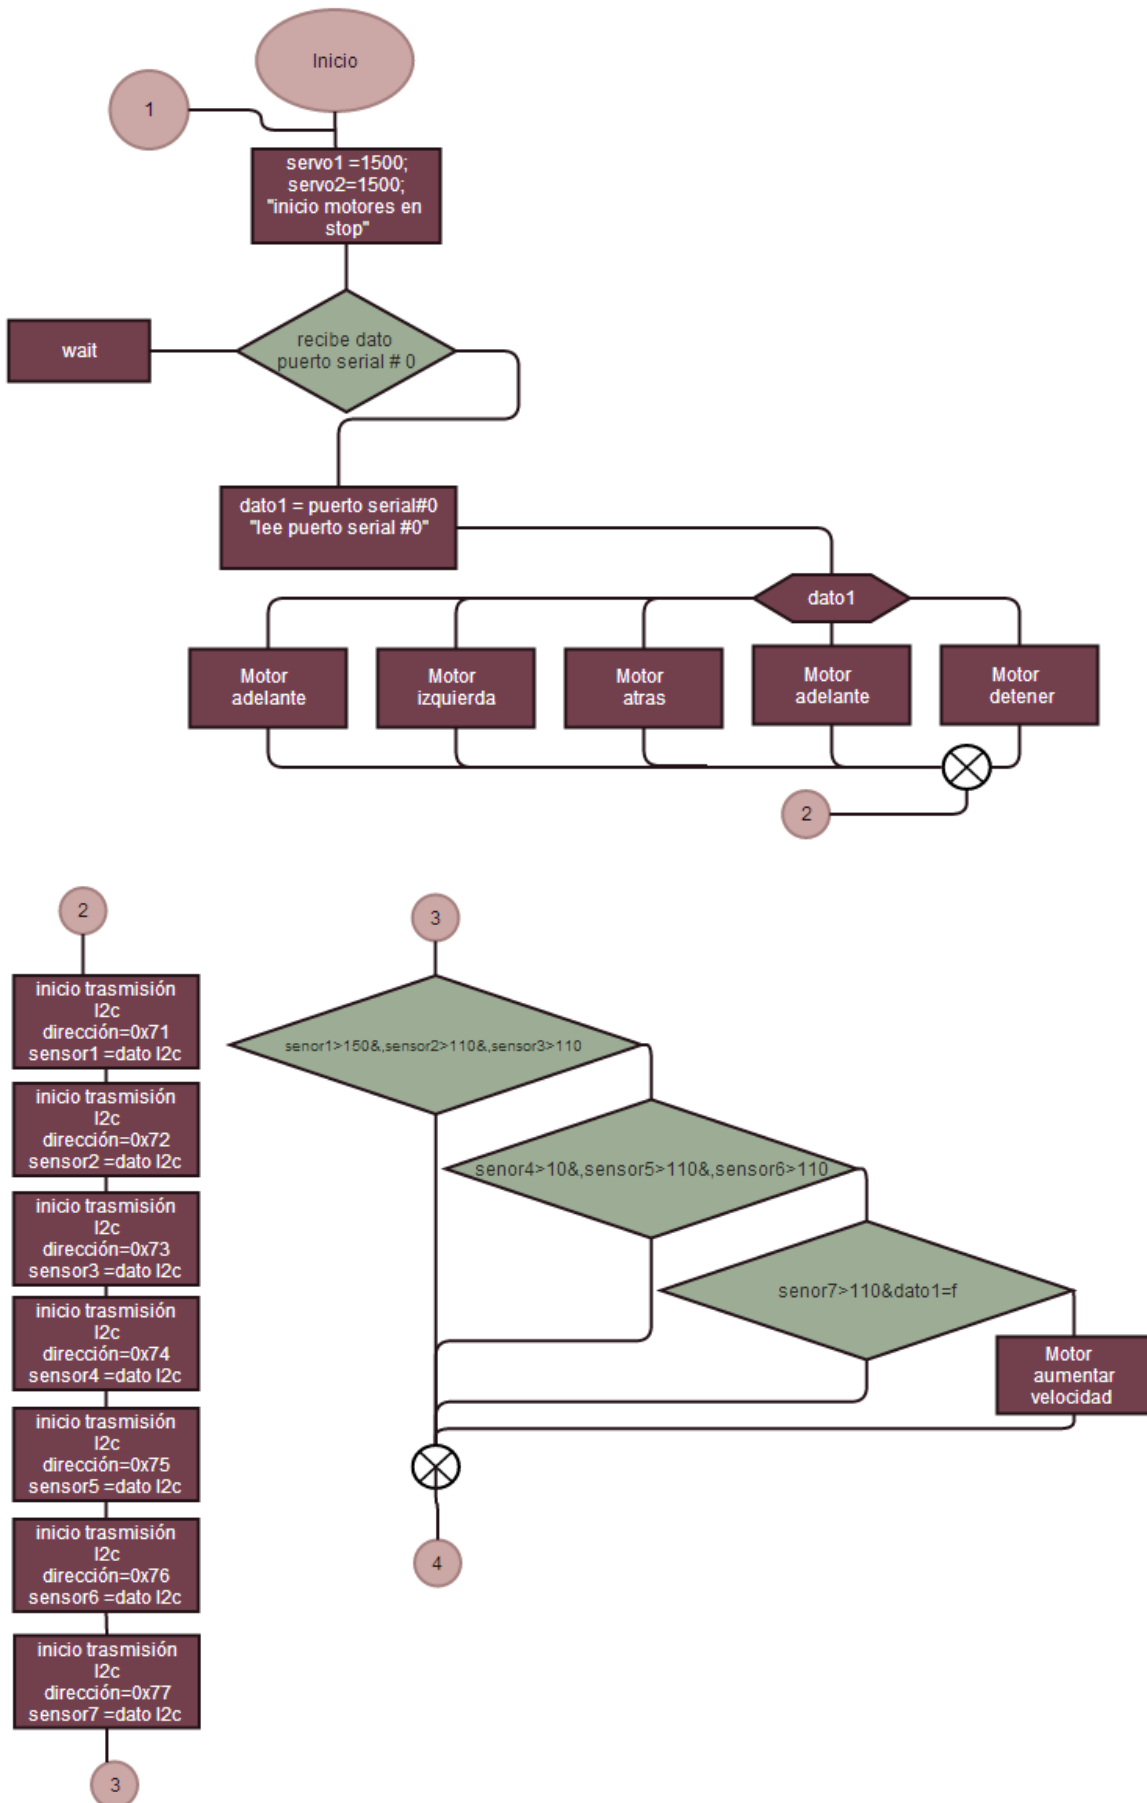 Inicio
1
servo1 =1500;
servo2=1500;
"inicio motores en
stop"
recibe dato
puerto serial # 0
wait
dato1 = puerto serial#0
"lee puerto serial #0"
dato1
Motor
adelante
Motor
izquierda
Motor
atras
Motor
adelante
Motor
detener
2
2
inicio trasmisión
I2c
dirección=0x71
sensor1 =dato I2c
inicio trasmisión
I2c
dirección=0x72
sensor2 =dato I2c
inicio trasmisión
I2c
dirección=0x73
sensor3 =dato I2c
inicio trasmisión
I2c
dirección=0x74
sensor4 =dato I2c
inicio trasmisión
I2c
dirección=0x75
sensor5 =dato I2c
inicio trasmisión
I2c
dirección=0x76
sensor6 =dato I2c
inicio trasmisión
I2c
dirección=0x77
sensor7 =dato I2c
3
3
senor1>150&,sensor2>110&,sensor3>110
senor4>10&,sensor5>110&,sensor6>110
senor7>110&dato1=f
Motor
aumentar
velocidad
4